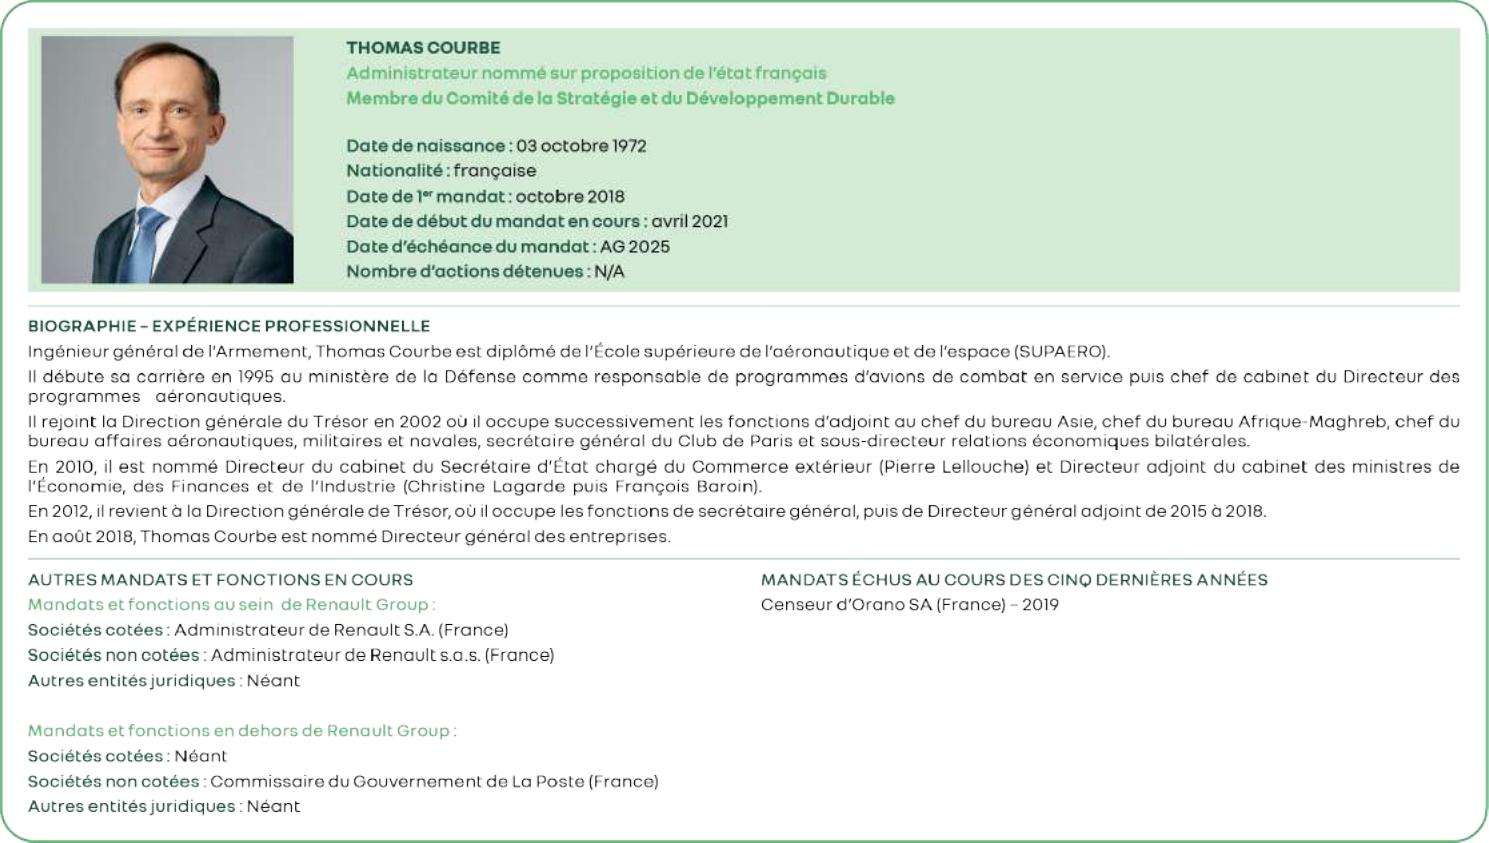 THOMAS COURBE
Administrateur nommé sur proposition de l'état français
Membre du Comité de la Stratégie et du Développement Durable
Date de naissance : 03 octobre 1972
Nationalité : française
Date de 1er mandat : octobre 2018
Date de début du mandat en cours : avril 2021
Date d'échéance du mandat : AG 2025
Nombre d'actions détenues : N/A
BIOGRAPHIE – EXPÉRIENCE PROFESSIONNELLE
Ingénieur général de l'Armement, Thomas Courbe est diplômé de l'École supérieure de l'aéronautique et de l'espace (SUPAERO).
Il débute sa carrière en 1995 au ministère de la Défense comme responsable de programmes d'avions de combat en service puis chef de cabinet du Directeur des
programmes aéronautiques.
Il rejoint la Direction générale du Trésor en 2002 où il occupe successivement les fonctions d'adjoint au chef du bureau Asie, chef du bureau Afrique-Maghreb, chef du
bureau affaires aéronautiques, militaires et navales, secrétaire général du Club de Paris et sous-directeur relations économiques bilatérales.
En 2010, il est nommé Directeur du cabinet du Secrétaire d'État chargé du Commerce extérieur (Pierre Lellouche) et Directeur adjoint du cabinet des ministres de
l'Économie, des Finances et de l'Industrie (Christine Lagarde puis François Baroin).
En 2012, il revient à la Direction générale de Trésor, où il occupe les fonctions de secrétaire général, puis de Directeur général adjoint de 2015 à 2018.
En août 2018, Thomas Courbe est nommé Directeur général des entreprises.
AUTRES MANDATS ET FONCTIONS EN COURS
Mandats et fonctions au sein de Renault Group :
Sociétés cotées : Administrateur de Renault S.A. (France)
Sociétés non cotées : Administrateur de Renault s.a.s. (France)
Autres entités juridiques : Néant
Mandats et fonctions en dehors de Renault Group :
Sociétés cotées : Néant
Sociétés non cotées : Commissaire du Gouvernement de La Poste (France)
Autres entités juridiques : Néant
MANDATS ÉCHUS AU COURS DES CINQ DERNIÈRES ANNÉES
Censeur d'Orano SA (France) – 2019